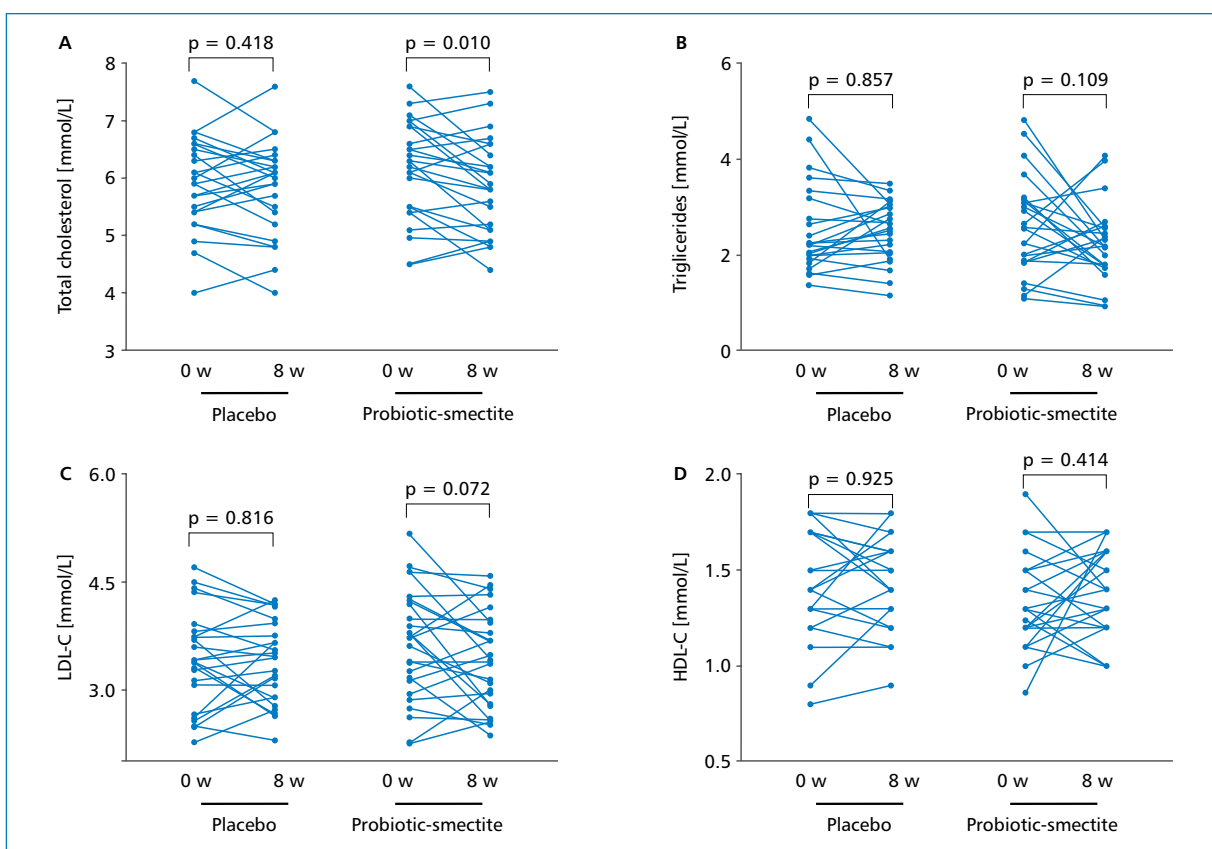 A
p = 0.418
p = 0.010
Total cholesterol [mmol/L]
8
7
6
5
4
3
0 w
8 w
0 w
8 w
Placebo
Probiotic-smectite
B
p = 0.857
p = 0.109
Triglicerides [mmol/L]
6
4
2
0
0 w
8 w
0 w
8 w
Placebo
Probiotic-smectite
C
p = 0.816
p = 0.072
LDL-C [mmol/L]
6.0
4.5
3.0
0 w
8 w
0 w
8 w
Placebo
Probiotic-smectite
D
p = 0.925
p = 0.414
HDL-C [mmol/L]
2.0
1.5
1.0
0.5
0 w
8 w
0 w
8 w
Placebo
Probiotic-smectite